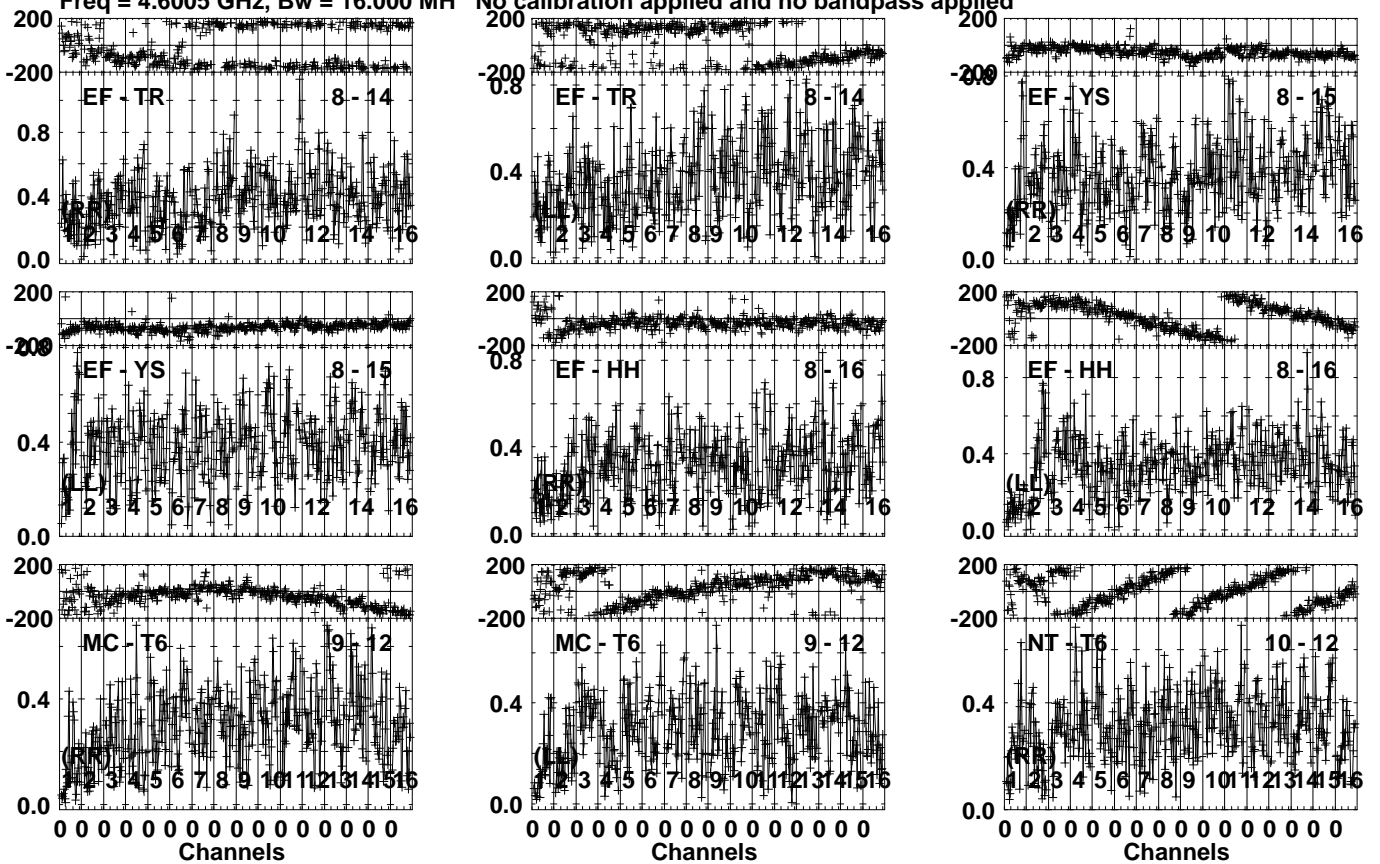 Freq = 4.6005 GHz, Bw = 16.000 MH No calibration applied and no bandpass applied
200
-200
EF - TR 8 - 14
0.8
0.4
(RR)
1 2 3 4 5 6 7 8 9 10 12 14 16
0.0
200
-200
0.8
EF - TR 8 - 14
0.4
(LL)
1 2 3 4 5 6 7 8 9 10 12 14 16
0.0
200
-200
0.8
EF - YS 8 - 15
0.4
(RR)
1 2 3 4 5 6 7 8 9 10 12 14 16
0.0
200
-200
0.8
EF - YS 8 - 15
0.4
(LL)
1 2 3 4 5 6 7 8 9 10 12 14 16
0.0
200
-200
0.8
EF - HH 8 - 16
0.4
(RR)
1 2 3 4 5 6 7 8 9 10 12 14 16
0.0
200
-200
EF - HH 8 - 16
0.8
0.4
(LL)
1 2 3 4 5 6 7 8 9 10 12 14 16
0.0
200
-200
MC - T6 9 - 12
0.4
(RR)
1 2 3 4 5 6 7 8 9 10 11 12 13 14 15 16
0.0
0 0 0 0 0 0 0 0 0 0 0 0 0 0 0 0
Channels
200
-200
MC - T6 9 - 12
0.4
(LL)
1 2 3 4 5 6 7 8 9 10 11 12 13 14 15 16
0.0
0 0 0 0 0 0 0 0 0 0 0 0 0 0 0 0
Channels
200
-200
NT - T6 10 - 12
0.4
(RR)
1 2 3 4 5 6 7 8 9 10 11 12 13 14 15 16
0.0
0 0 0 0 0 0 0 0 0 0 0 0 0 0 0 0
Channels